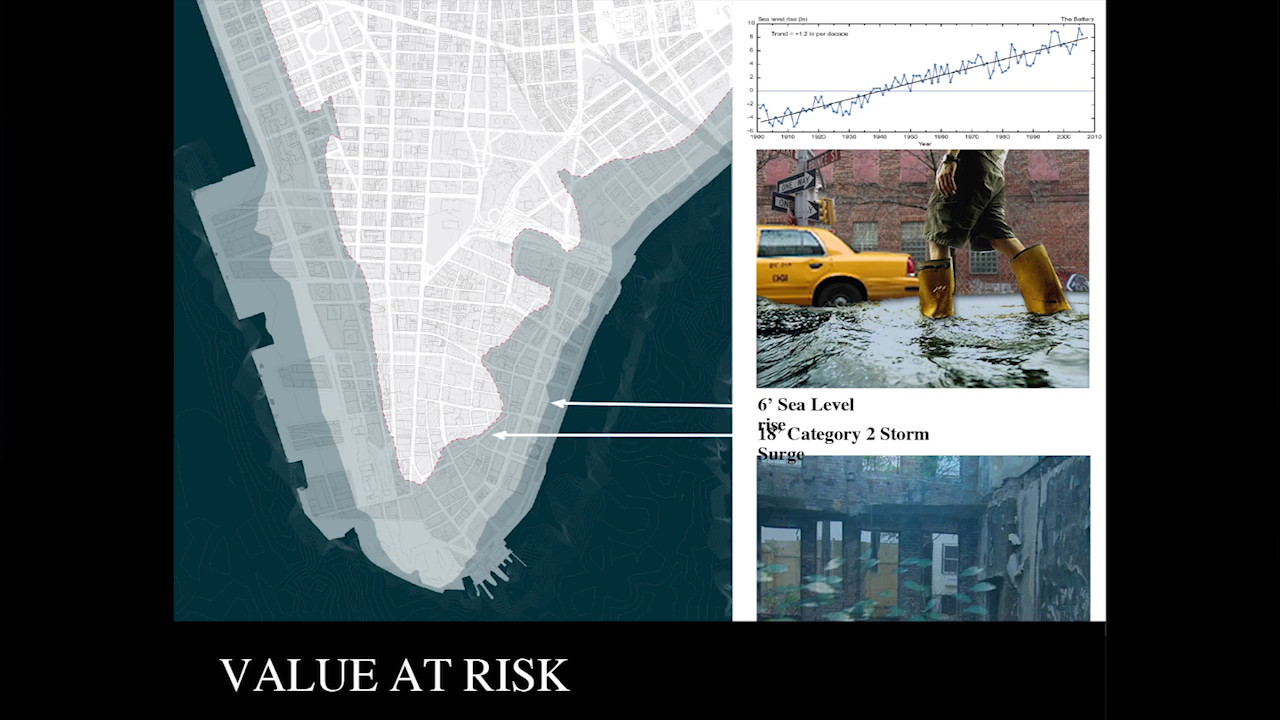 Sea level rise (in)
The Battery
Trend = +1.2 in per decade
10
8
6
4
2
0
-2
-4
-6
1900 1910 1920 1930 1940 1950 1960 1970 1980 1990 2000 2010
Year
ONE WAY
6’ Sea Level
rise
18’ Category 2 Storm
Surge
VALUE AT RISK